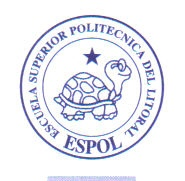 ESCUELA SUPERIOR POLITECNICA DEL LITORAL
ESPOL